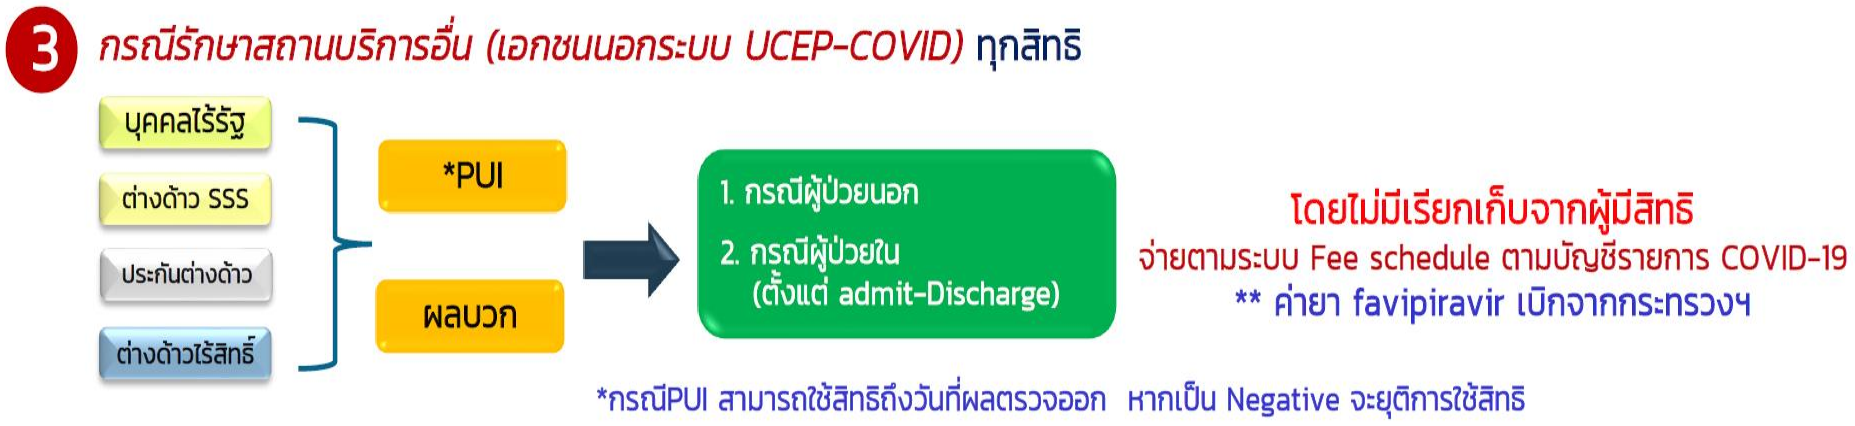 3 กรณีรักษาสถานบริการอื่น (เอกชนนอกระบบ UCEP-COVID) ทุกสิทธิ
บุคคลไร้รัฐ
ต่างด้าว SSS
ประกันต่างด้าว
ต่างด้าวไร้สิทธิ์
*PUI
ผลบวก
1. กรณีผู้ป่วยนอก
2. กรณีผู้ป่วยใน
(ตั้งแต่ admit-Discharge)
โดยไม่มีเรียกเก็บจากผู้มีสิทธิ
จ่ายตามระบบ Fee schedule ตามบัญชีรายการ COVID-19
** ค่ายา favipiravir เบิกจากกระทรวงฯ
*กรณีPUI สามารถใช้สิทธิถึงวันที่ผลตรวจออก หากเป็น Negative จะยุติการใช้สิทธิ